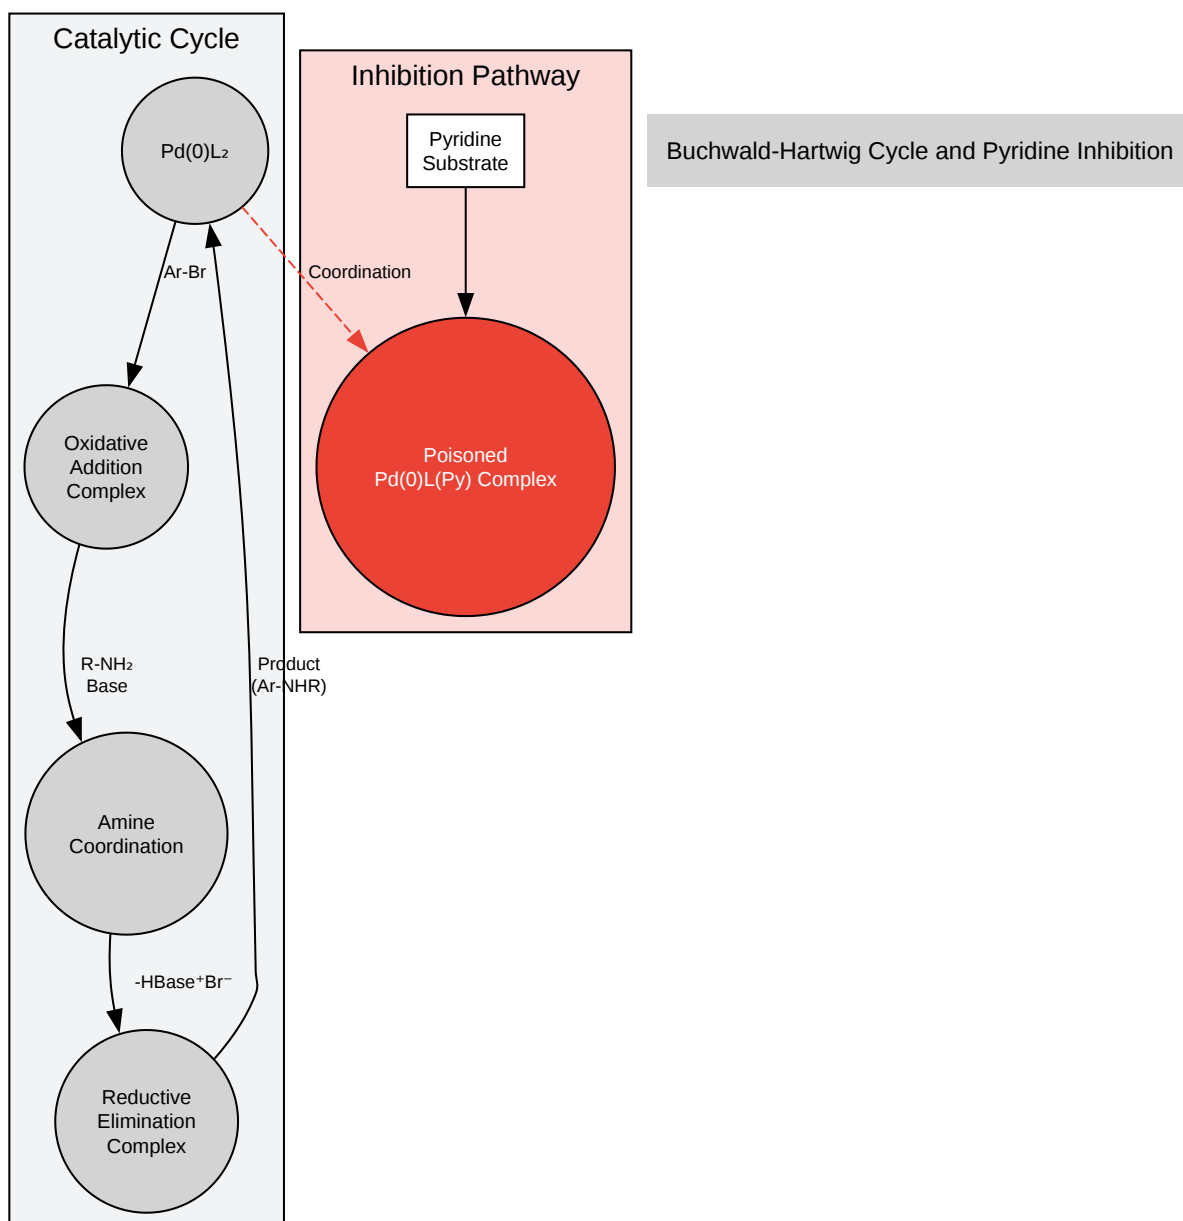 Catalytic Cycle
Pd(0)L₂
Ar-Br
Oxidative
Addition
Complex
R-NH₂
Base
Product
(Ar-NHR)
Amine
Coordination
-HBase⁺Br⁻
Reductive
Elimination
Complex
Inhibition Pathway
Pyridine
Substrate
Coordination
Poisoned
Pd(0)L(Py) Complex
Buchwald-Hartwig Cycle and Pyridine Inhibition